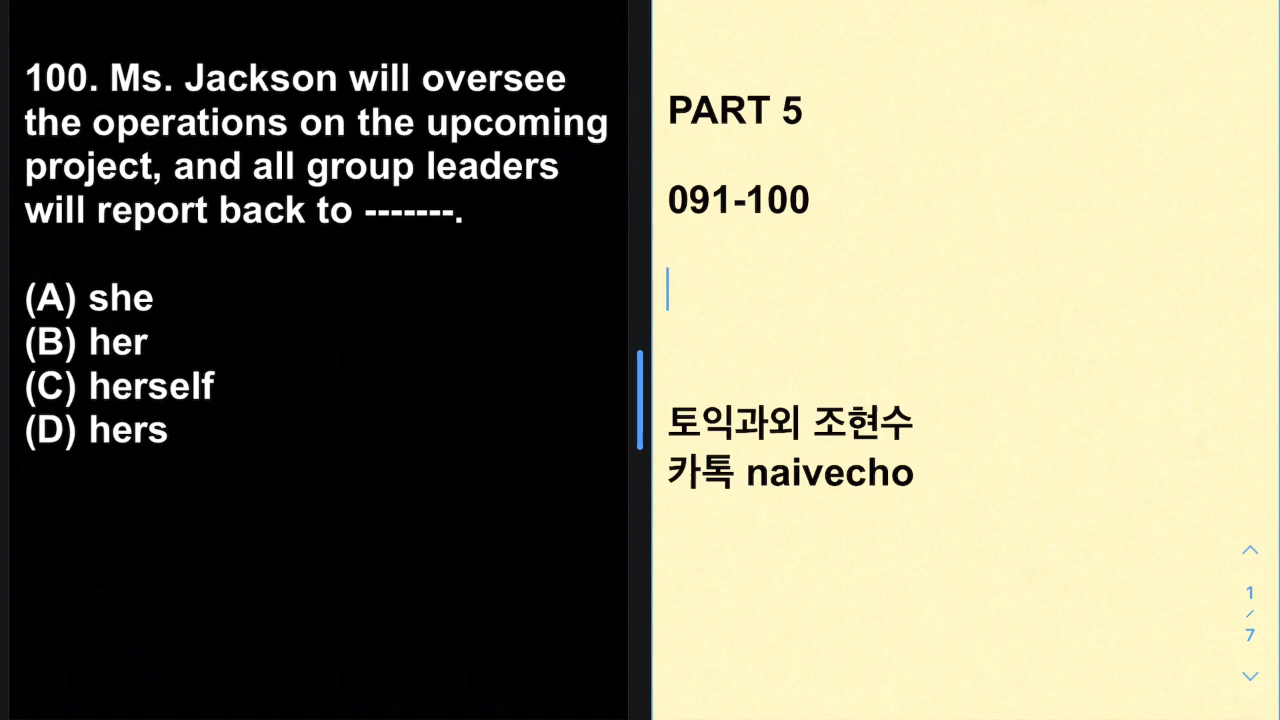 100. Ms. Jackson will oversee
the operations on the upcoming
project, and all group leaders
will report back to -------.
(A) she
(B) her
(C) herself
(D) hers
PART 5
091-100
토익과외 조현수
카톡 naivecho
1
/
7